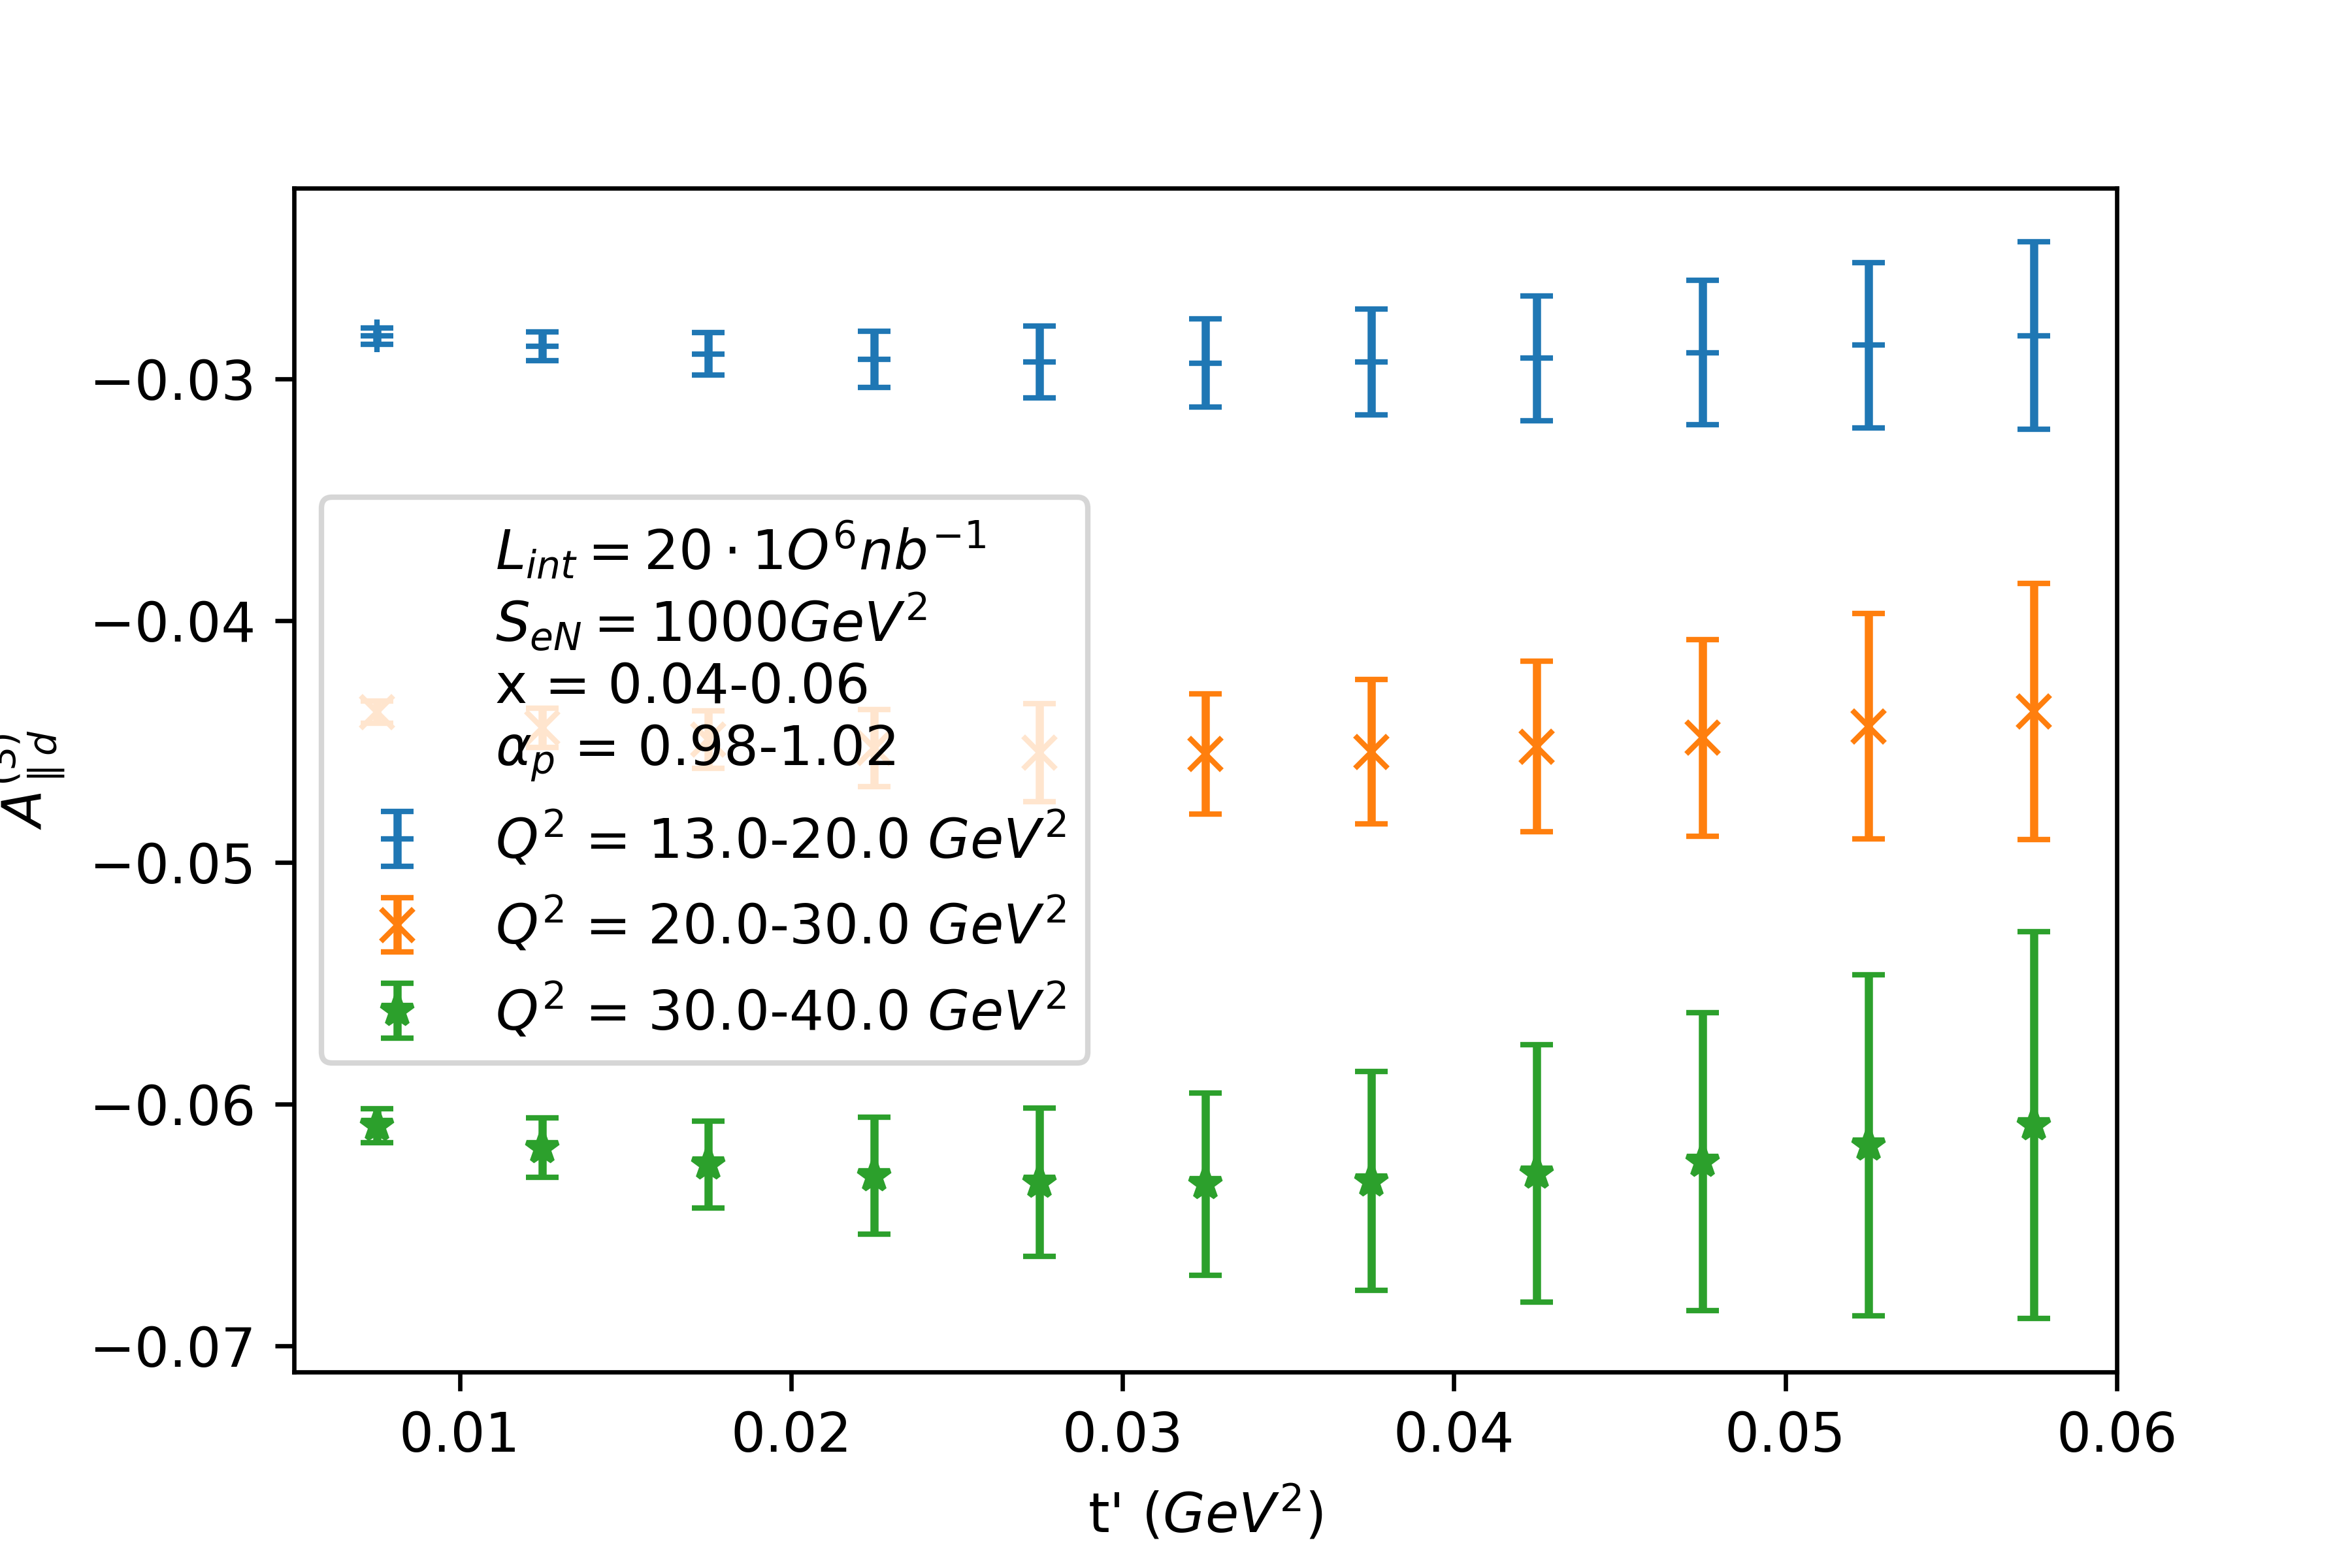 −0.03
−0.04
−0.05
−0.06
−0.07
0.01 0.02 0.03 0.04 0.05 0.06
t' (GeV²)
A∥d
L_int = 20 · 1O⁶nb⁻¹
S_eN = 1000GeV²
x = 0.04-0.06
α_p = 0.98-1.02
Q² = 13.0-20.0 GeV²
Q² = 20.0-30.0 GeV²
Q² = 30.0-40.0 GeV²